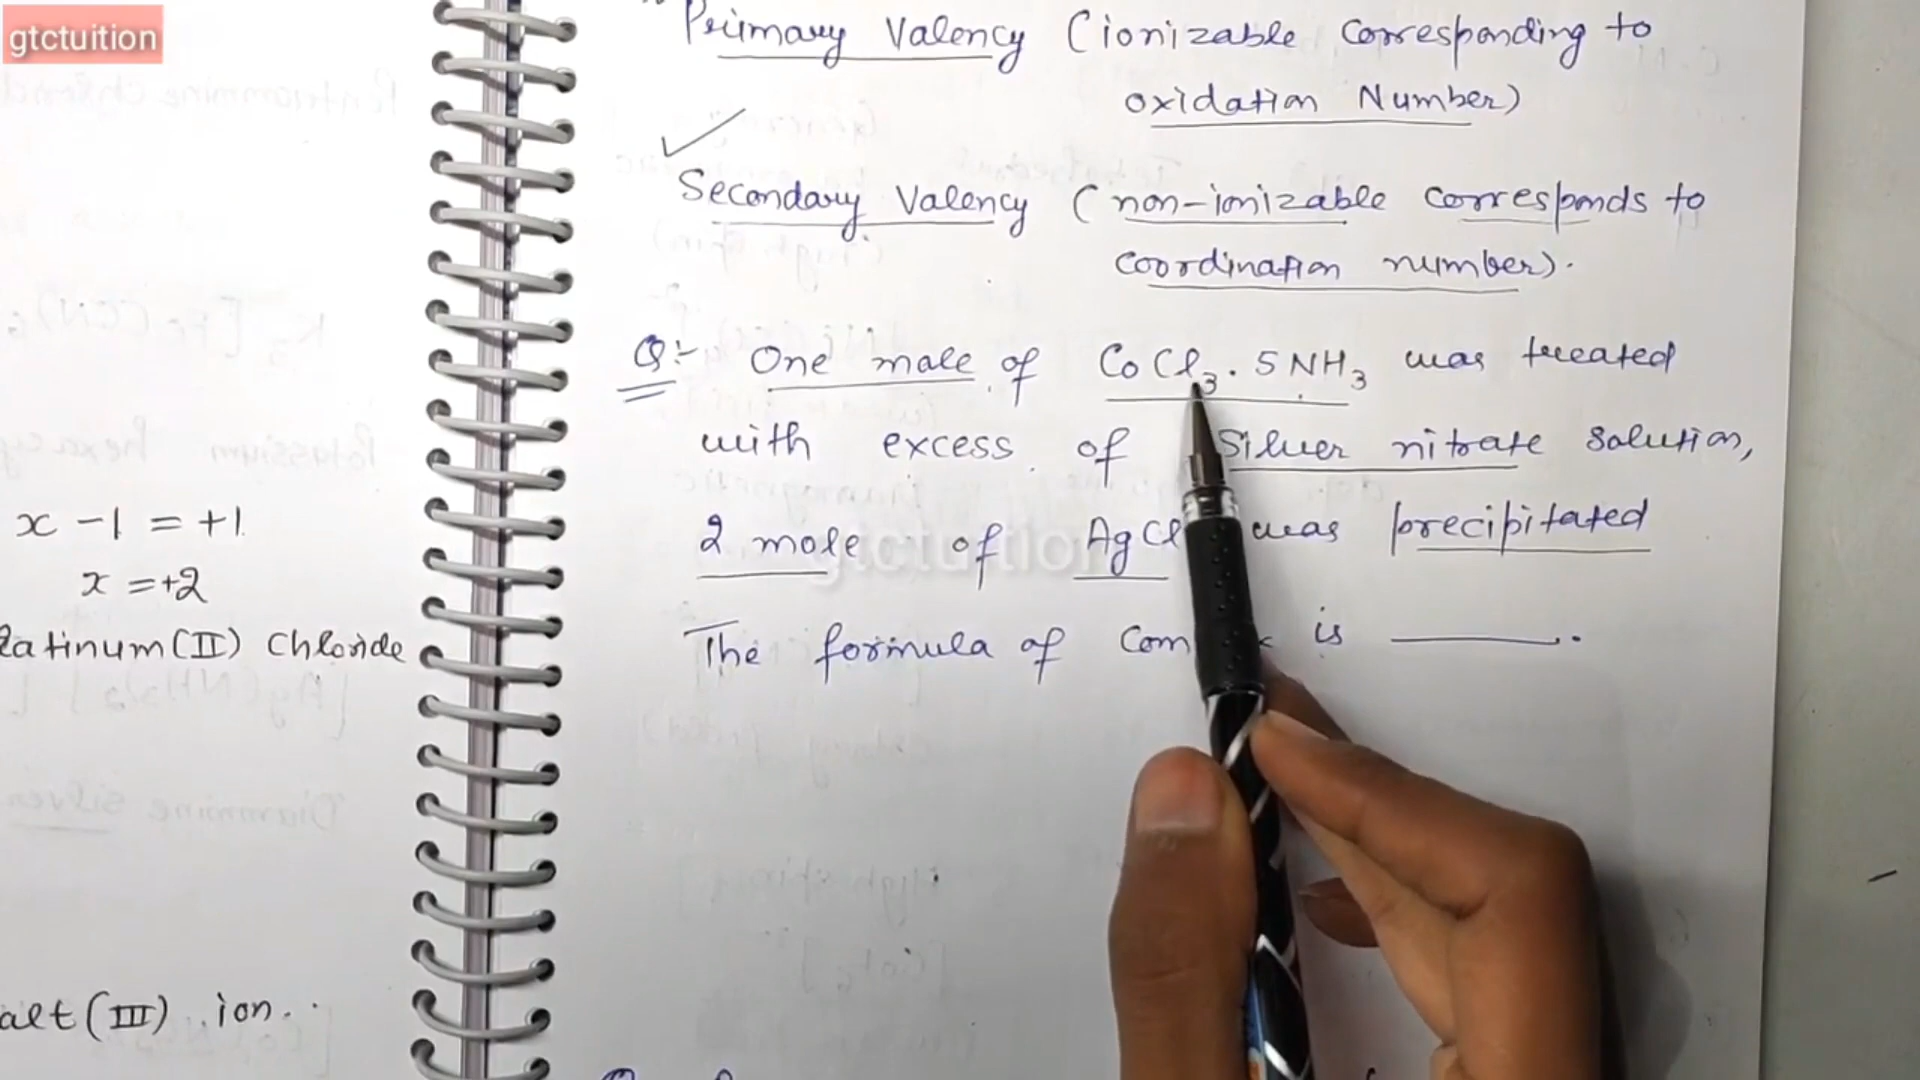 gtctuition
Primary Valency (ionizable corresponding to
oxidation Number)
Secondary Valency (non-ionizable corresponds to
coordination number).
Q:- One mole of CoCl3. 5NH3 was treated
with excess of Silver nitrate solution,
2 mole of AgCl was precipitated
The formula of is ———.
gtctuition
x -1 = +1
x = +2
latinum (II) Chloride
alt (III) ion.